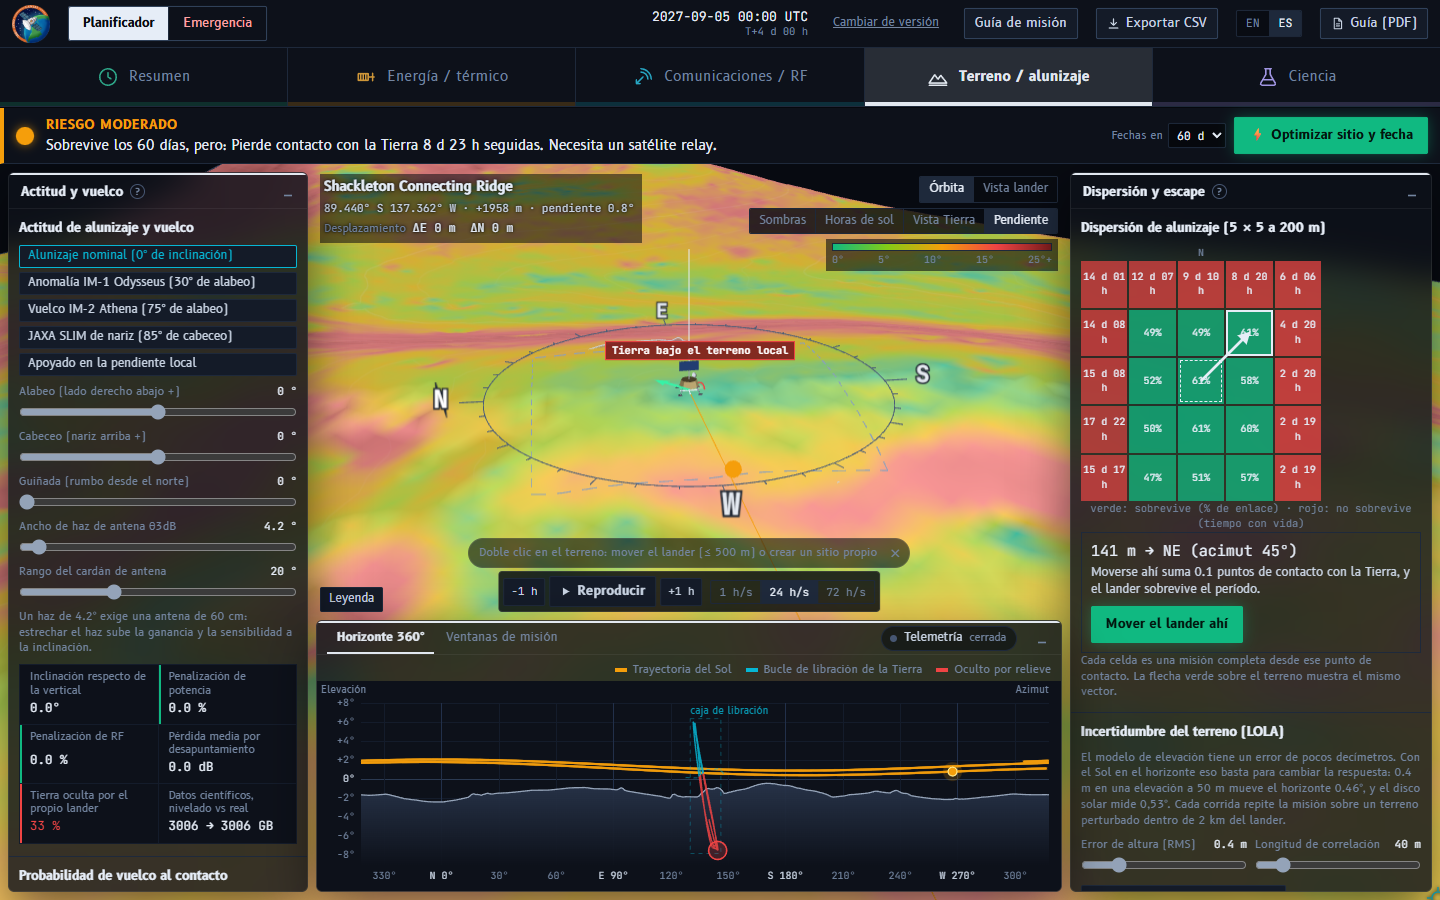 Planificador
Emergencia
2027-09-05 00:00 UTC
T+4 d 00 h
Cambiar de versión
Guía de misión
Exportar CSV
EN
ES
Guía (PDF)
Resumen
Energía / térmico
Comunicaciones / RF
Terreno / alunizaje
Ciencia
RIESGO MODERADO
Sobrevive los 60 días, pero: Pierde contacto con la Tierra 8 d 23 h seguidas. Necesita un satélite relay.
Fechas en
60 d
Optimizar sitio y fecha
Actitud y vuelco ?
Actitud de alunizaje y vuelco
Alunizaje nominal (0° de inclinación)
Anomalía IM-1 Odysseus (30° de alabeo)
Vuelco IM-2 Athena (75° de alabeo)
JAXA SLIM de nariz (85° de cabeceo)
Apoyado en la pendiente local
Alabeo (lado derecho abajo +) 0 °
Cabeceo (nariz arriba +) 0 °
Guiñada (rumbo desde el norte) 0 °
Ancho de haz de antena θ3dB 4.2 °
Rango del cardán de antena 20 °
Un haz de 4.2° exige una antena de 60 cm:
estrechar el haz sube la ganancia y la sensibilidad a
la inclinación.
Inclinación respecto de
la vertical
0.0°
Penalización de
potencia
0.0 %
Penalización de RF
0.0 %
Pérdida media por
desapuntamiento
0.0 dB
Tierra oculta por el
propio lander
33 %
Datos científicos,
nivelado vs real
3006 → 3006 GB
Probabilidad de vuelco al contacto
Shackleton Connecting Ridge
89.440° S 137.362° W · +1958 m · pendiente 0.8°
Desplazamiento ΔE 0 m ΔN 0 m
Órbita
Vista lander
Sombras
Horas de sol
Vista Tierra
Pendiente
0° 5° 10° 15° 25°+
E
Tierra bajo el terreno local
N
S
W
Doble clic en el terreno: mover el lander (≤ 500 m) o crear un sitio propio ×
Leyenda
-1 h
Reproducir
+1 h
1 h/s
24 h/s
72 h/s
Horizonte 360°
Ventanas de misión
Telemetría cerrada
Trayectoria del Sol
Bucle de libración de la Tierra
Oculto por relieve
Elevación
Azimut
caja de libración
+8°
+6°
+4°
+2°
0°
-2°
-4°
-6°
-8°
330° N 0° 30° 60° E 90° 120° 150° S 180° 210° 240° W 270° 300°
Dispersión y escape ?
Dispersión de alunizaje (5 × 5 a 200 m)
N
14 d 01 h 12 d 07 h 9 d 10 h 8 d 20 h 6 d 06 h
14 d 08 h 49% 49% 61% 4 d 20 h
15 d 08 h 52% 61% 58% 2 d 20 h
17 d 22 h 50% 61% 60% 2 d 19 h
15 d 17 h 47% 51% 57% 2 d 19 h
verde: sobrevive (% de enlace) · rojo: no sobrevive
(tiempo con vida)
141 m → NE (acimut 45°)
Moverse ahí suma 0.1 puntos de contacto con la Tierra, y
el lander sobrevive el período.
Mover el lander ahí
Cada celda es una misión completa desde ese punto de
contacto. La flecha verde sobre el terreno muestra el mismo
vector.
Incertidumbre del terreno (LOLA)
El modelo de elevación tiene un error de pocos decímetros. Con
el Sol en el horizonte eso basta para cambiar la respuesta: 0.4
m en una elevación a 50 m mueve el horizonte 0.46°, y el disco
solar mide 0,53°. Cada corrida repite la misión sobre un terreno
perturbado dentro de 2 km del lander.
Error de altura (RMS) 0.4 m
Longitud de correlación 40 m